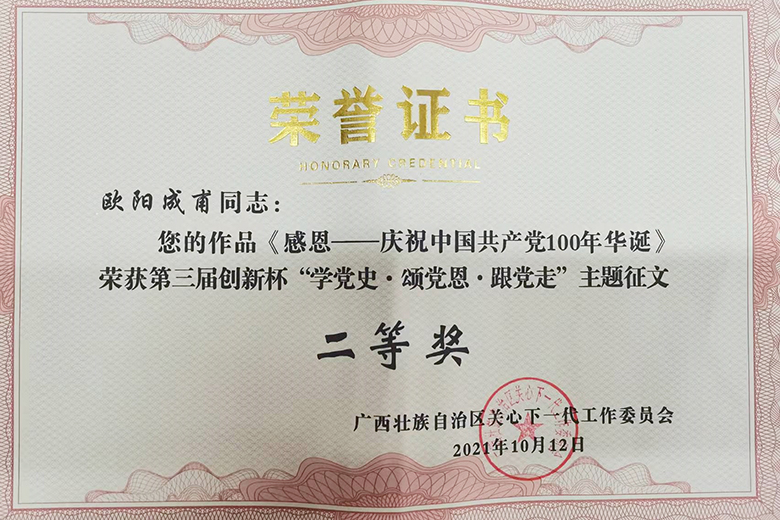 荣誉证书
HONORARY CREDENTIAL
欧阳成甫同志：
您的作品《感恩——庆祝中国共产党100年华诞》
荣获第三届创新杯“学党史·颂党恩·跟党走”主题征文
二等奖
广西壮族自治区关心下一代工作委员会
2021年10月12日